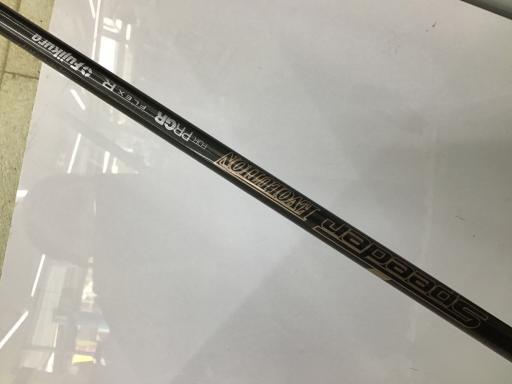 Speeder EVOLUTION FOR PRGR FLEX R Fujikura